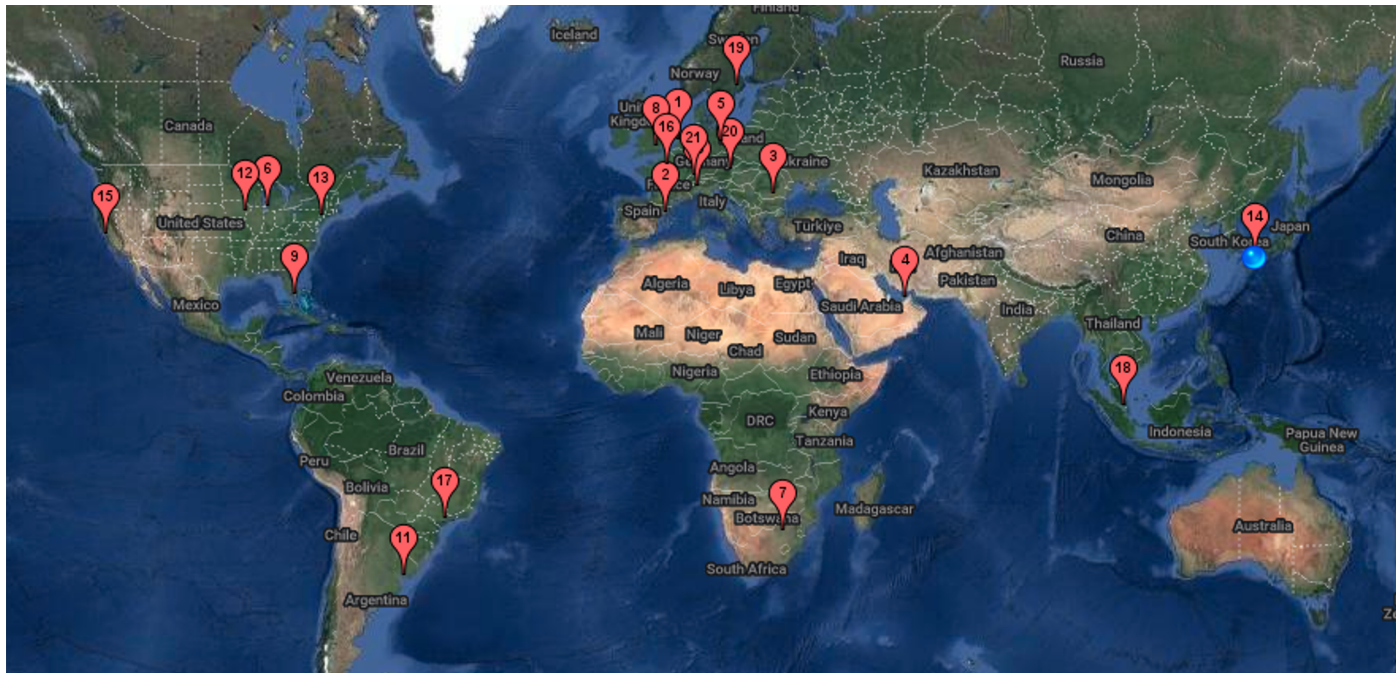 Finland
Iceland
Sweden
19
Norway
Russia
8
1
5
Canada
16
20
21
Germany
12
6
3
Ukraine
13
2
Kazakhstan
Mongolia
15
France
Italy
Spain
14
United States
Türkiye
Japan
China
South Korea
9
4
Iraq
Afghanistan
Pakistan
Algeria
Libya
Egypt
Mexico
Saudi Arabia
India
Thailand
Mali
Niger
Sudan
Chad
18
Venezuela
Nigeria
Ethiopia
Colombia
Kenya
DRC
Indonesia
Papua New
Guinea
Tanzania
Brazil
Peru
Angola
17
Bolivia
7
Namibia
Botswana
Madagascar
Chile
11
Australia
South Africa
Argentina